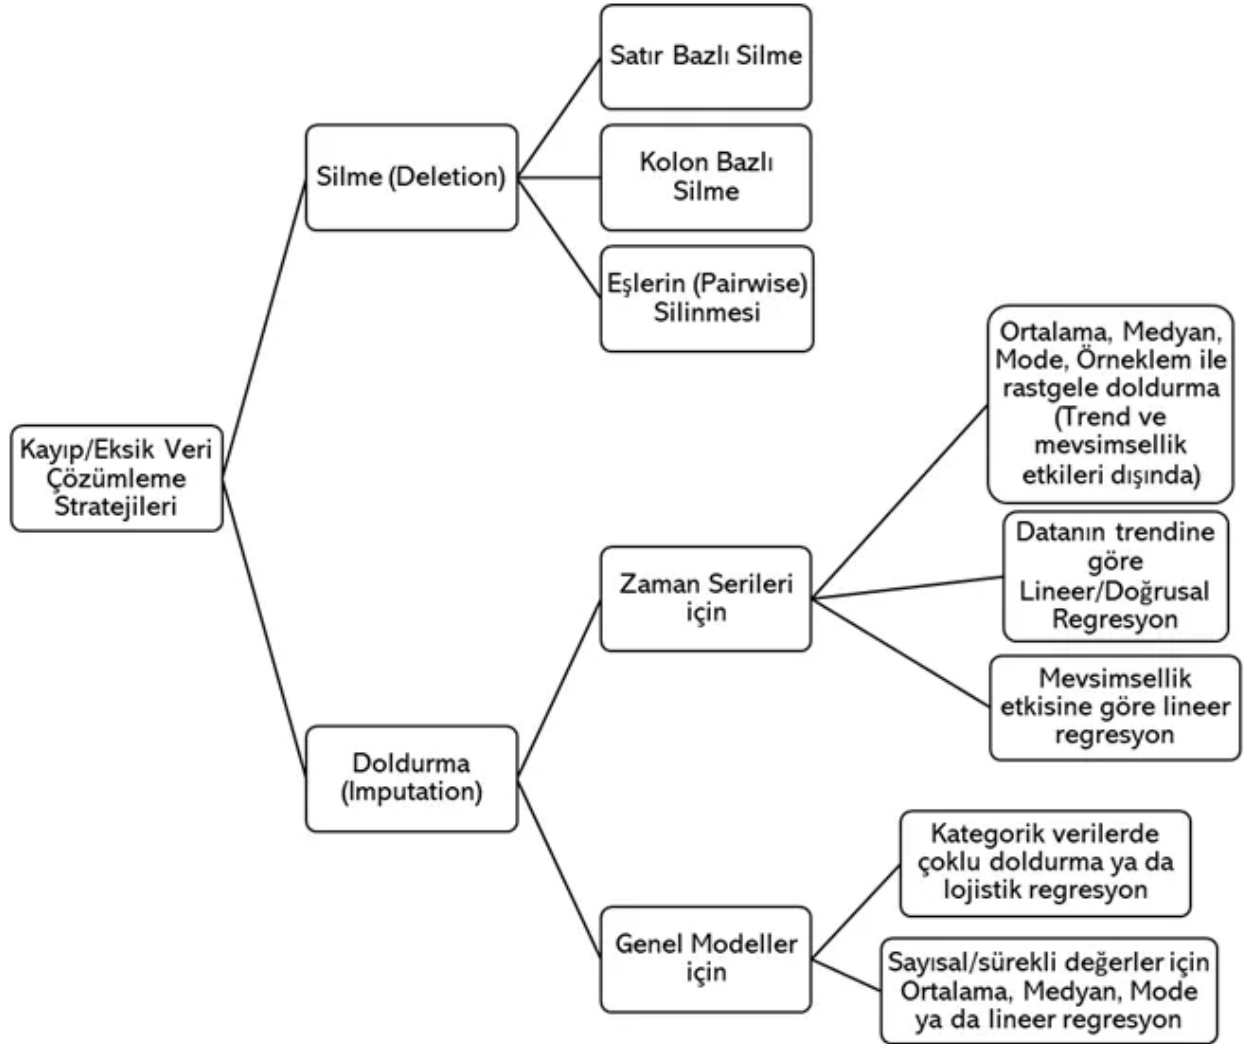 Satır Bazlı Silme
Silme (Deletion)
Kolon Bazlı
Silme
Eşlerin (Pairwise)
Silinmesi
Kayıp/Eksik Veri
Çözümleme
Stratejileri
Ortalama, Medyan,
Mode, Örneklem ile
rastgele doldurma
(Trend ve
mevsimsellik
etkileri dışında)
Zaman Serileri
için
Datanın trendine
göre
Lineer/Doğrusal
Regresyon
Mevsimsellik
etkisine göre lineer
regresyon
Doldurma
(Imputation)
Genel Modeller
için
Kategorik verilerde
çoklu doldurma ya da
lojistik regresyon
Sayısal/sürekli değerler için
Ortalama, Medyan, Mode
ya da lineer regresyon